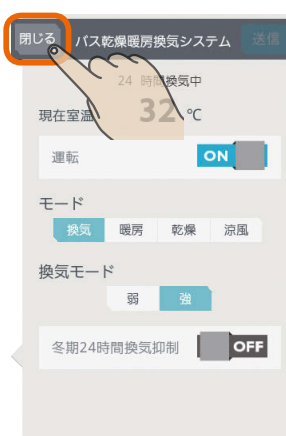 閉じる バス乾燥暖房換気システム 送信
24 時間換気中
現在室温 32 ℃
運転 ON
モード
換気 暖房 乾燥 涼風
換気モード
弱 強
冬期24時間換気抑制 OFF